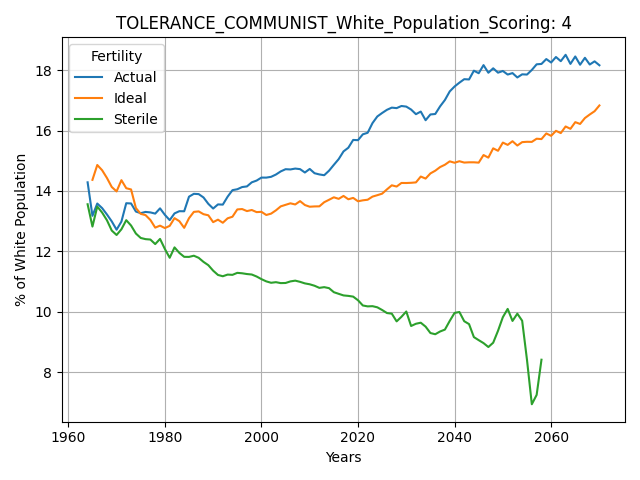 TOLERANCE_COMMUNIST_White_Population_Scoring: 4
Fertility
Actual
Ideal
Sterile
% of White Population
18
16
14
12
10
8
1960
1980
2000
2020
2040
2060
Years